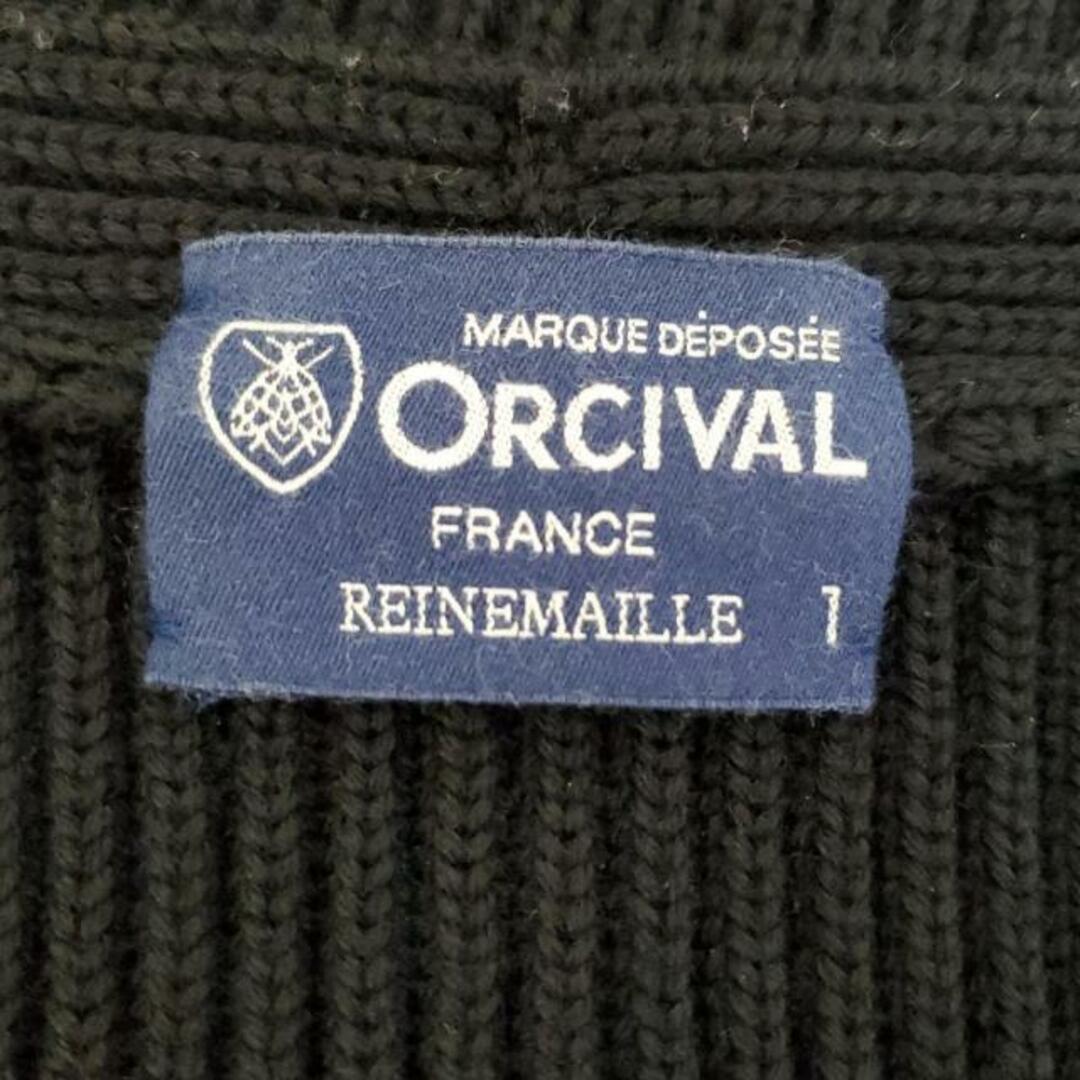 MARQUE DÉPOSÉE
ORCIVAL
FRANCE
REINEMAILLE 1